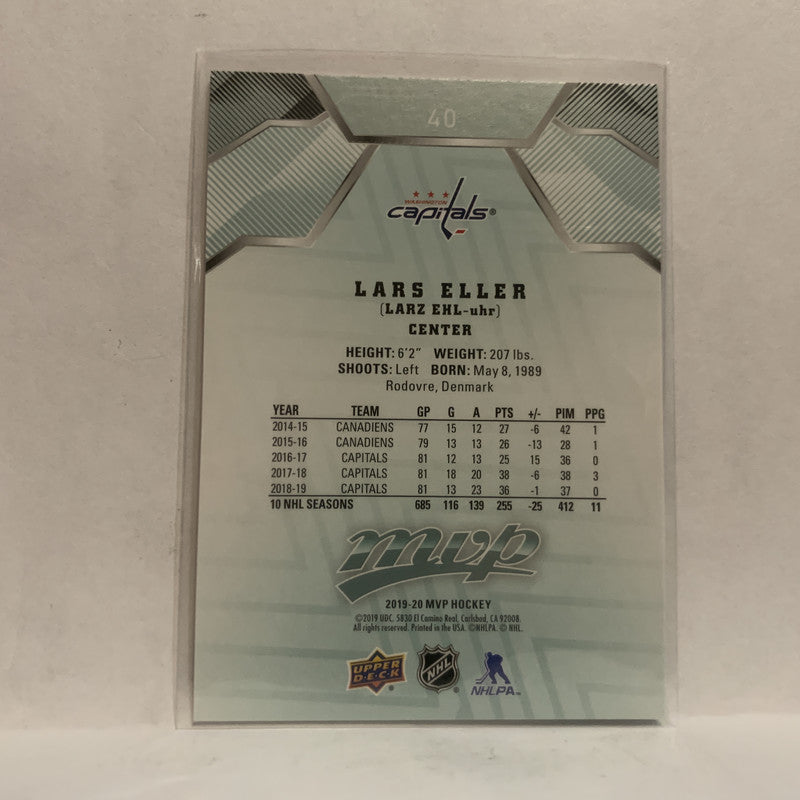 40
WASHINGTON
capitals®
LARS ELLER
(LARZ EHL-uhr)
CENTER
HEIGHT: 6'2" WEIGHT: 207 lbs.
SHOOTS: Left BORN: May 8, 1989
Rodovre, Denmark
YEAR TEAM GP G A PTS +/- PIM PPG
2014-15 CANADIENS 77 15 12 27 -6 42 1
2015-16 CANADIENS 79 13 13 26 -13 28 1
2016-17 CAPITALS 81 12 13 25 15 36 0
2017-18 CAPITALS 81 18 20 38 -6 38 3
2018-19 CAPITALS 81 13 23 36 -1 37 0
10 NHL SEASONS 685 116 139 255 -25 412 11
mvp
2019-20 MVP HOCKEY
©2019 UDC. 5830 El Camino Real, Carlsbad, CA 92008.
All rights reserved. Printed in the USA. ©NHLPA. © NHL.
UPPER DECK® NHL® NHLPA™